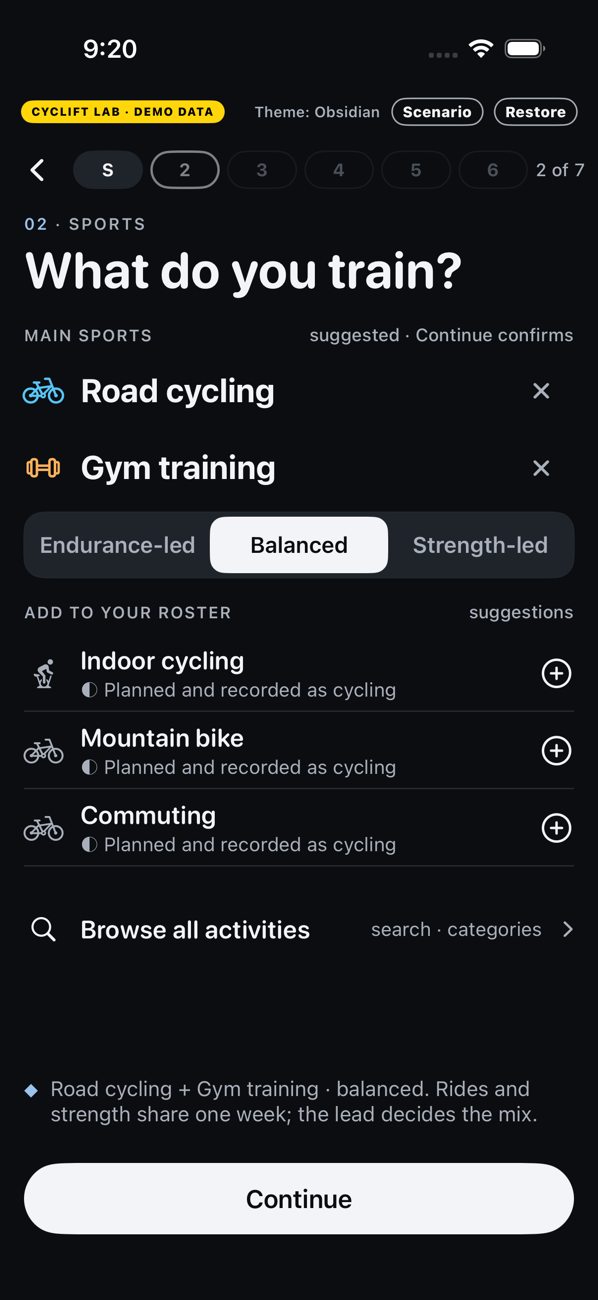 9:20
CYCLIFT LAB · DEMO DATA Theme: Obsidian Scenario Restore
S 2 3 4 5 6 2 of 7
02 · SPORTS
What do you train?
MAIN SPORTS suggested · Continue confirms
Road cycling
Gym training
Endurance-led Balanced Strength-led
ADD TO YOUR ROSTER suggestions
Indoor cycling
Planned and recorded as cycling
Mountain bike
Planned and recorded as cycling
Commuting
Planned and recorded as cycling
Browse all activities search · categories
Road cycling + Gym training · balanced. Rides and
strength share one week; the lead decides the mix.
Continue